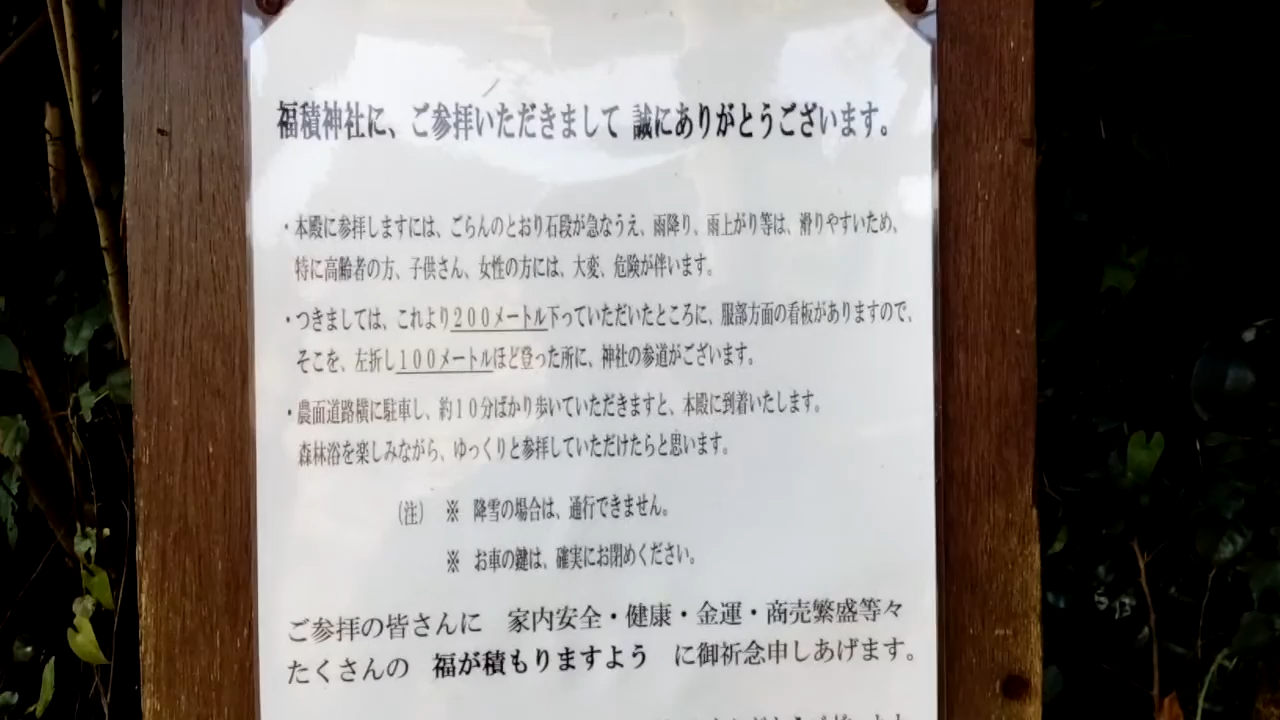 福積神社に、ご参拝いただきまして 誠にありがとうございます。
・本殿に参拝しますには、ごらんのとおり石段が急なうえ、雨降り、雨上がり等は、滑りやすいため、
特に高齢者の方、子供さん、女性の方には、大変、危険が伴います。
・つきましては、これより200メートル下っていただいたところに、服部方面の看板がありますので、
そこを、左折し100メートルほど登った所に、神社の参道がございます。
・農面道路横に駐車し、約10分ばかり歩いていただきますと、本殿に到着いたします。
森林浴を楽しみながら、ゆっくりと参拝していただけたらと思います。
(注) ※ 降雪の場合は、通行できません。
※ お車の鍵は、確実にお閉めください。
ご参拝の皆さんに 家内安全・健康・金運・商売繁盛等々
たくさんの 福が積もりますよう に御祈念申しあげます。